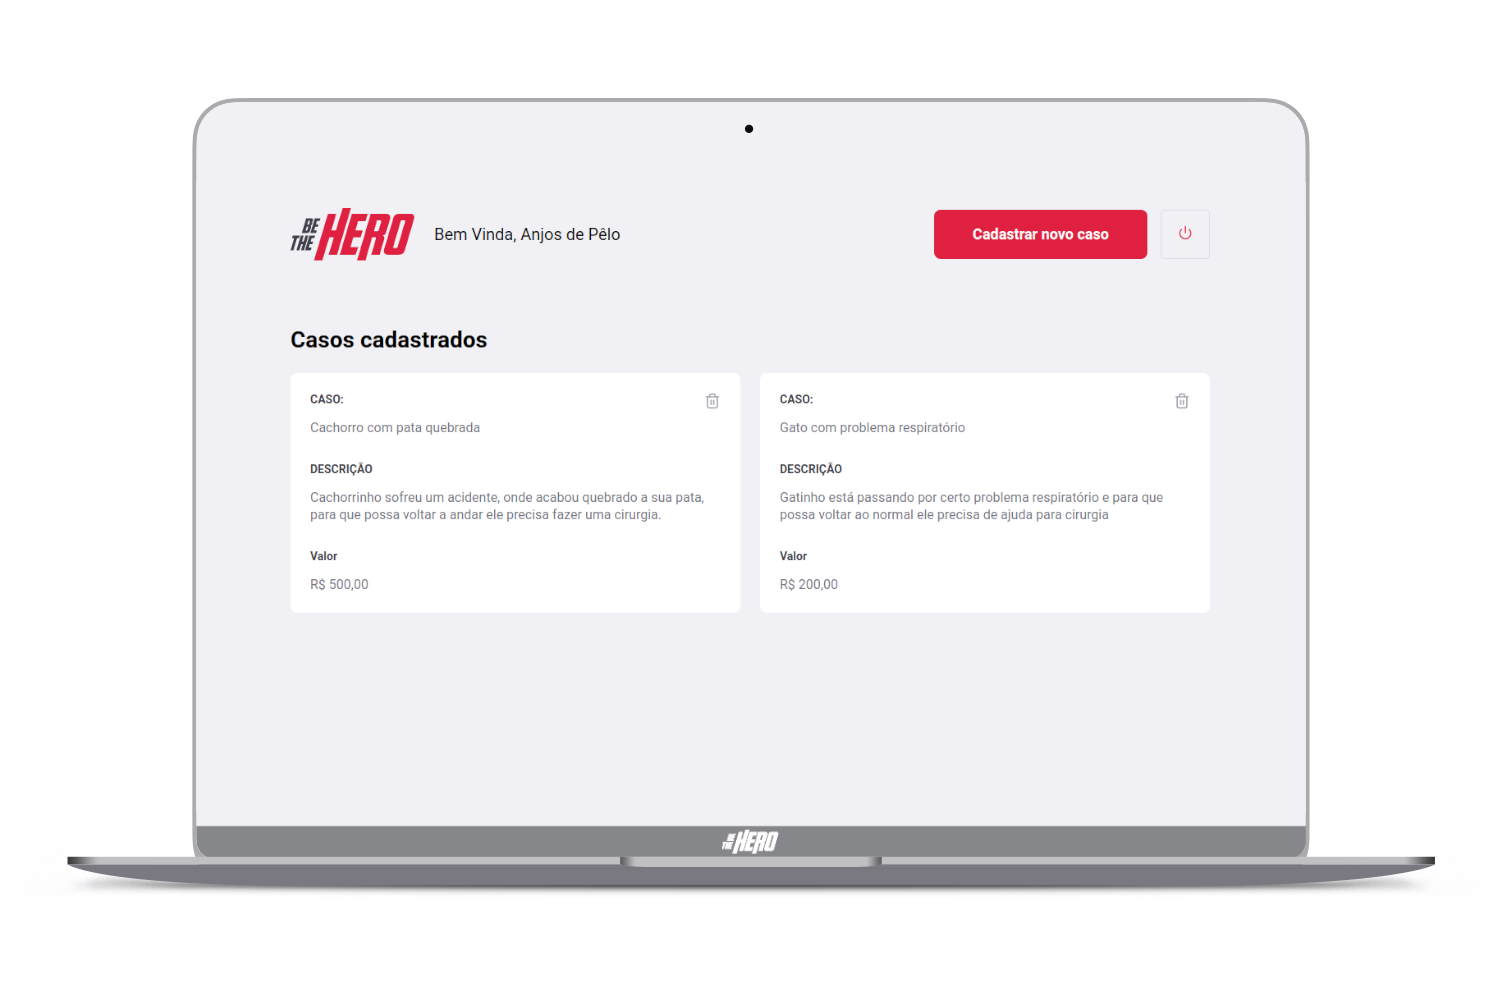 BE THE HERO
Bem Vinda, Anjos de Pêlo
Cadastrar novo caso
Casos cadastrados
CASO:
Cachorro com pata quebrada
DESCRIÇÃO
Cachorrinho sofreu um acidente, onde acabou quebrado a sua pata,
para que possa voltar a andar ele precisa fazer uma cirurgia.
Valor
R$ 500,00
CASO:
Gato com problema respiratório
DESCRIÇÃO
Gatinho está passando por certo problema respiratório e para que
possa voltar ao normal ele precisa de ajuda para cirurgia
Valor
R$ 200,00
BE THE HERO